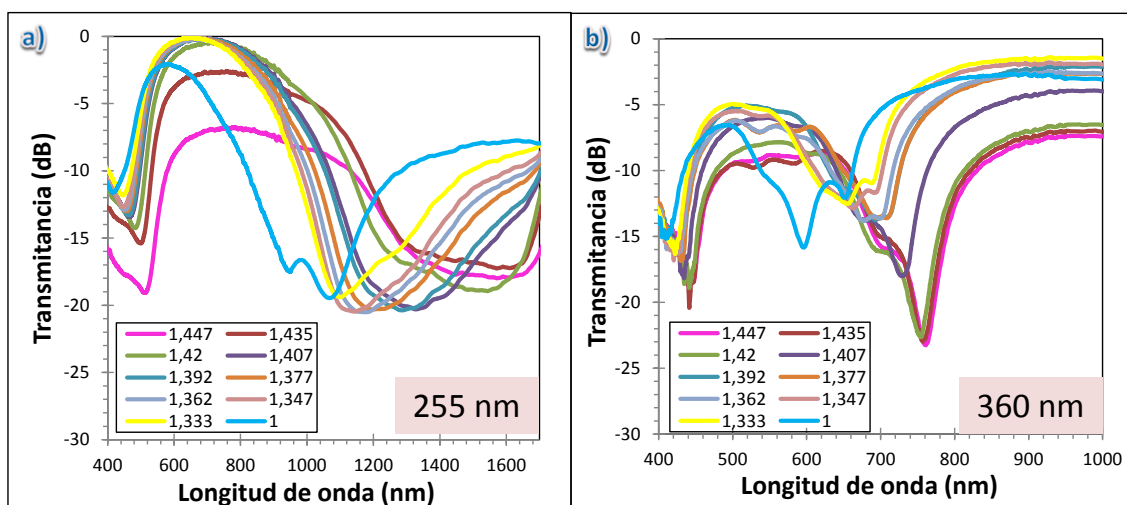 a)
Transmitancia (dB)
0
-5
-10
-15
-20
-25
-30
1,447 1,435
1,42 1,407
1,392 1,377
1,362 1,347
1,333 1
255 nm
400 600 800 1000 1200 1400 1600
Longitud de onda (nm)
b)
Transmitancia (dB)
0
-5
-10
-15
-20
-25
-30
1,447 1,435
1,42 1,407
1,392 1,377
1,362 1,347
1,333 1
360 nm
400 500 600 700 800 900 1000
Longitud de onda (nm)